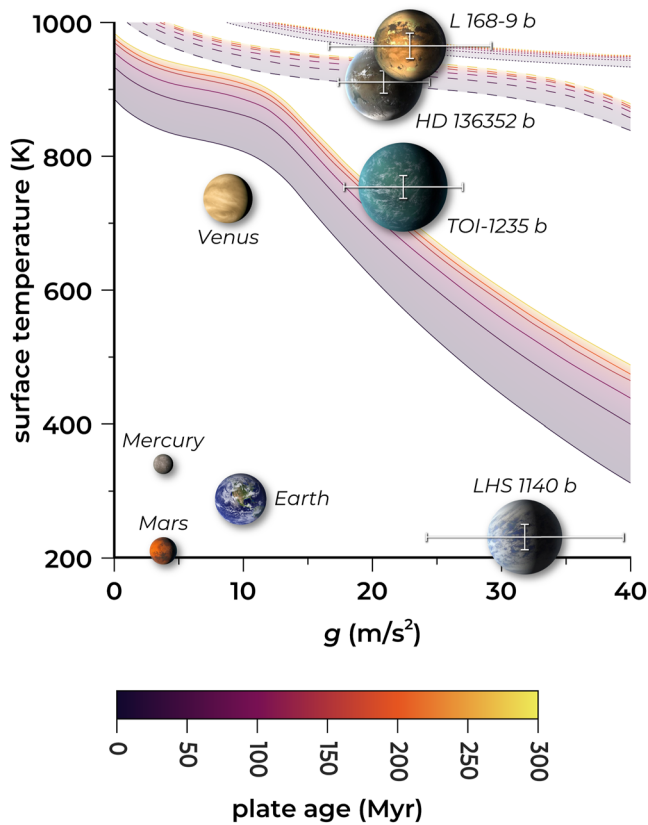 1000
800
600
400
200
surface temperature (K)
L 168-9 b
HD 136352 b
TOI-1235 b
Venus
Mercury
Earth
Mars
LHS 1140 b
0 10 20 30 40
g (m/s²)
0 50 100 150 200 250 300
plate age (Myr)